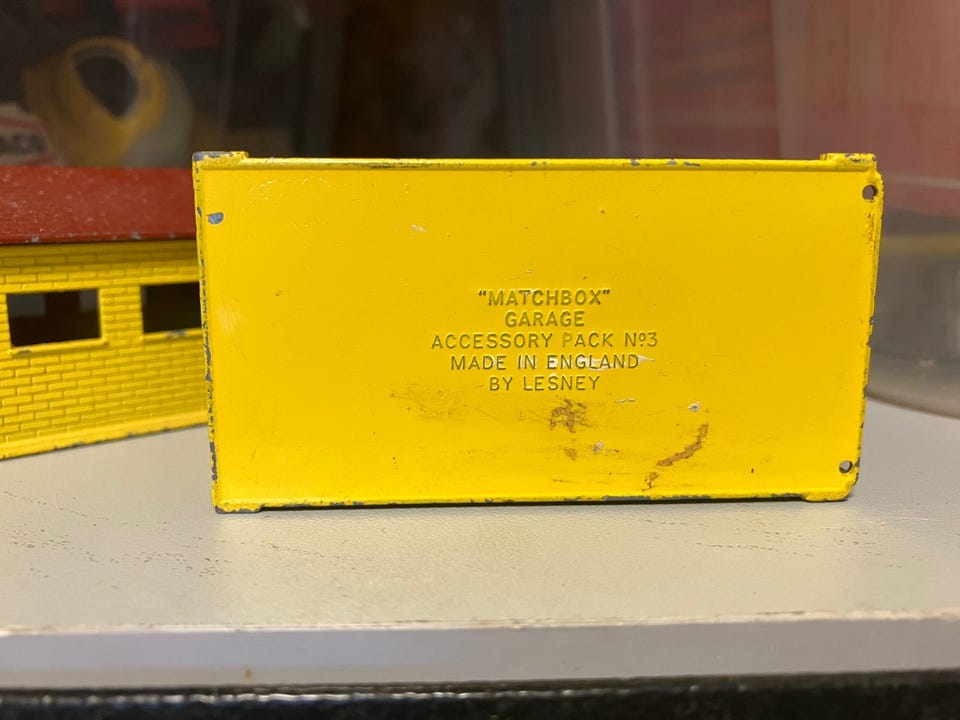 "MATCHBOX"
GARAGE
ACCESSORY PACK Nº3
MADE IN ENGLAND
BY LESNEY